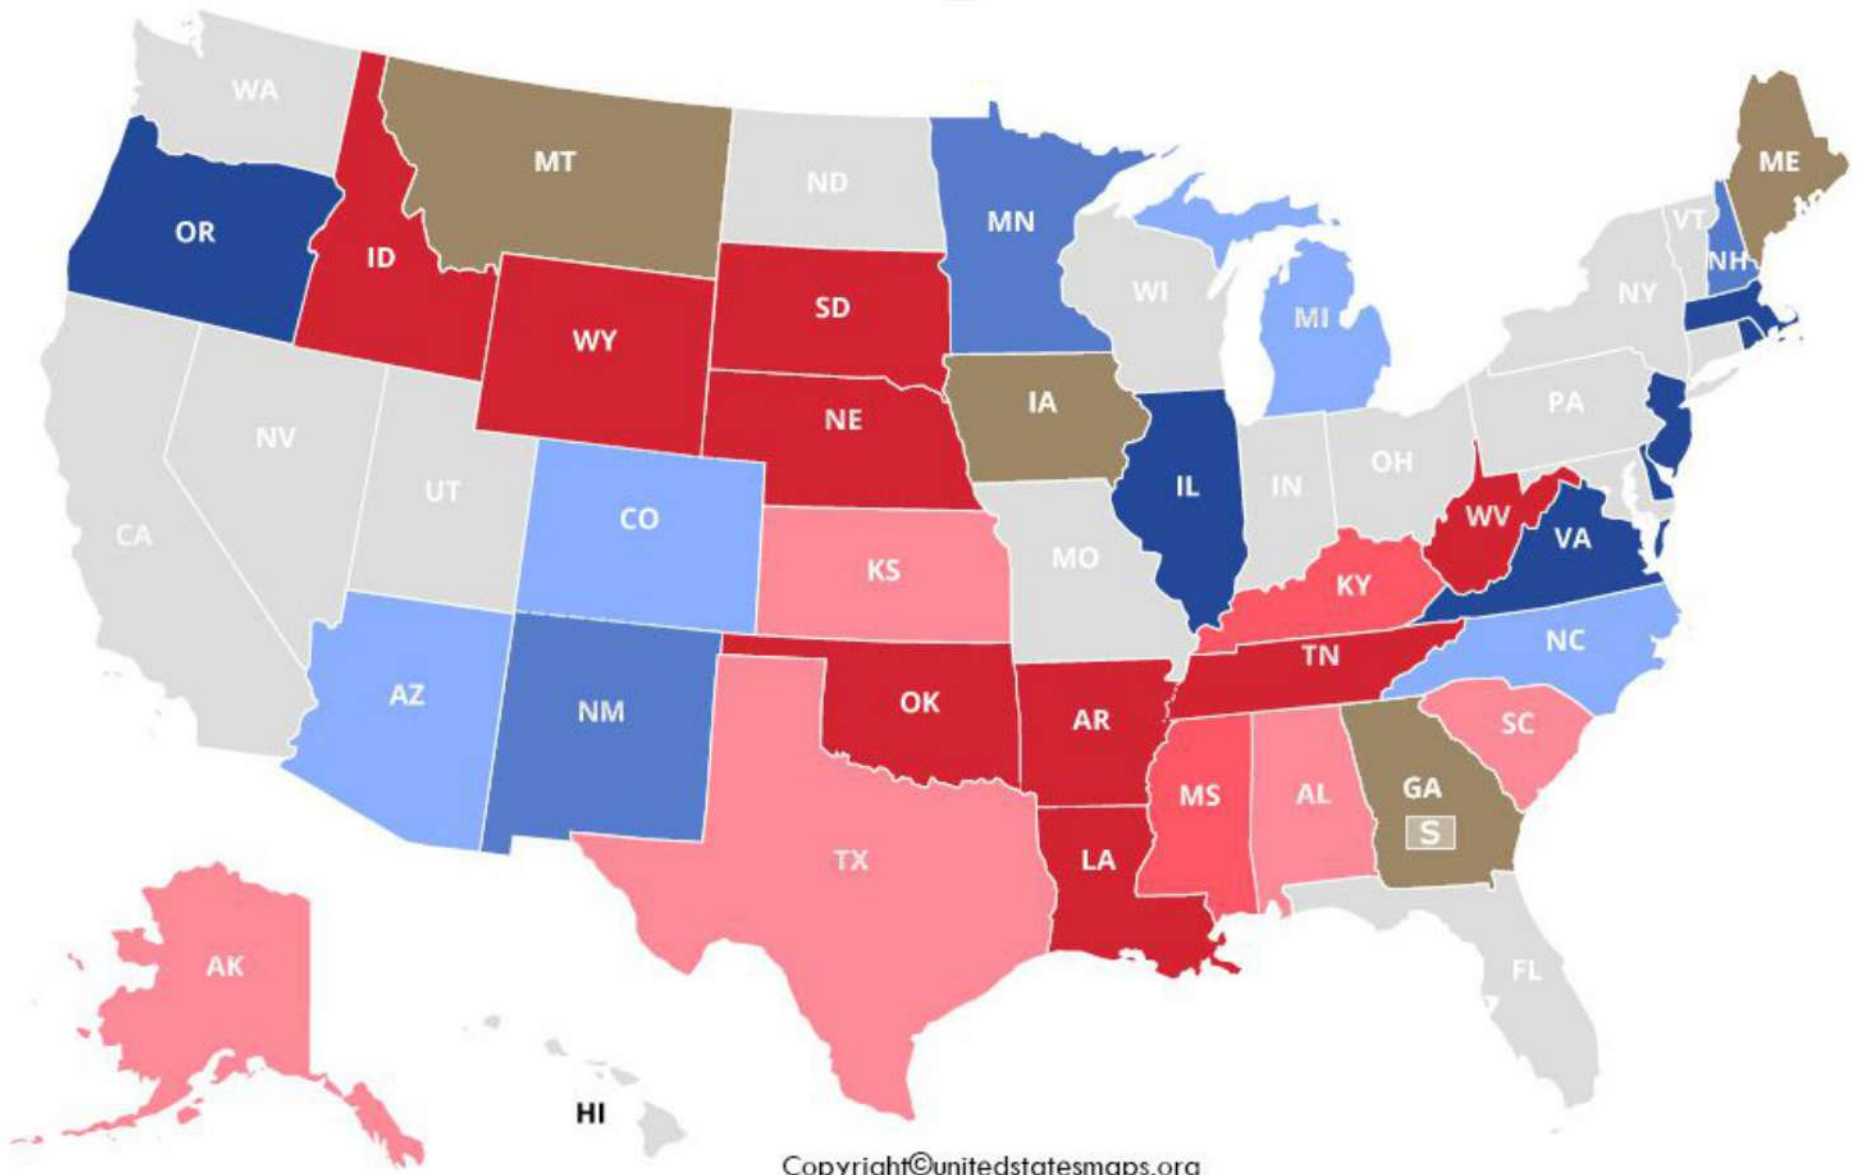 WA
MT
ND
MN
ME
VT
OR
ID
NH
WI
NY
MI
SD
WY
IA
PA
NE
NV
OH
UT
IL
IN
CO
WV
CA
VA
MO
KS
KY
NC
TN
AZ
OK
NM
AR
SC
GA
MS
AL
S
TX
LA
AK
FL
HI
Copyright©unitedstatesmaps.org